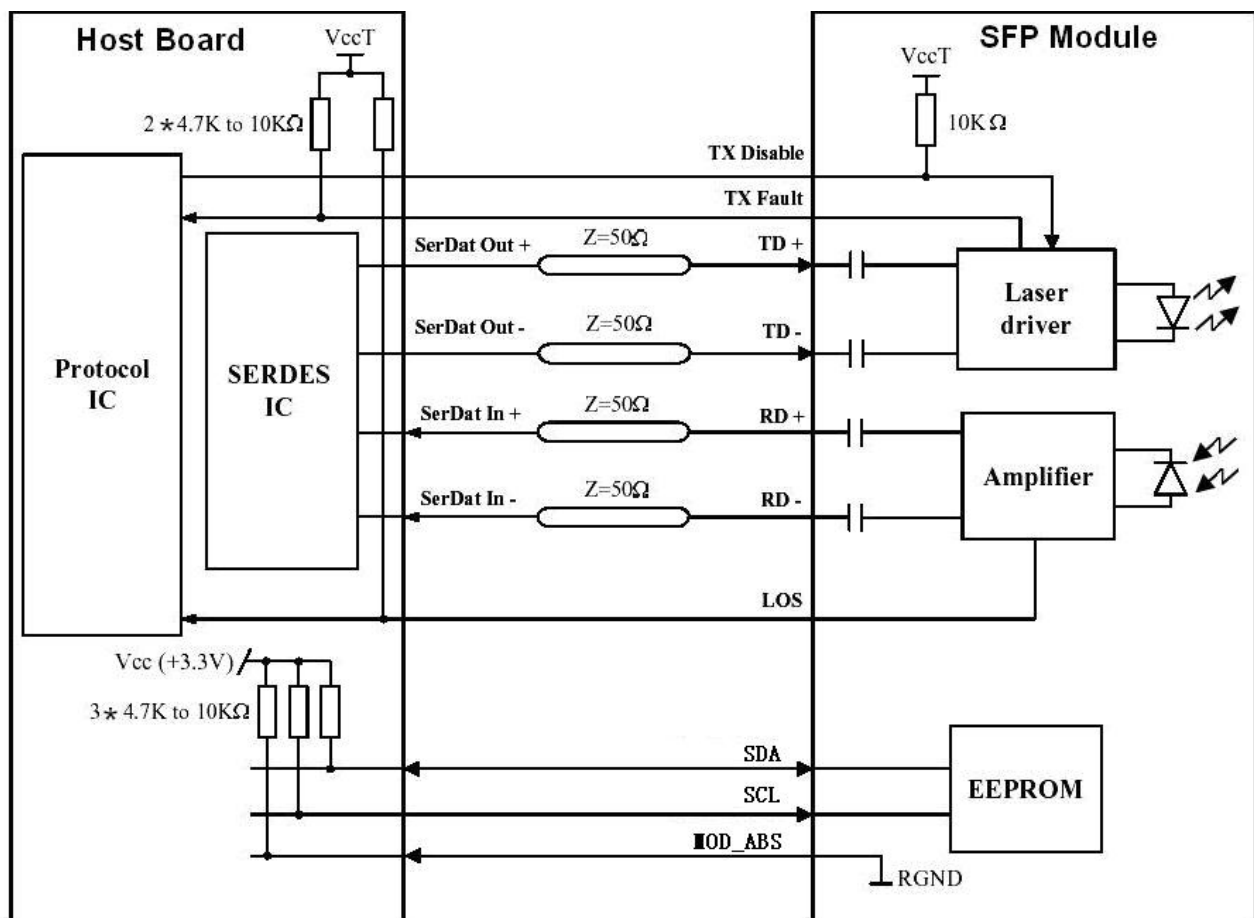 Host Board
SFP Module
VccT
VccT
2*4.7K to 10KΩ
10KΩ
TX Disable
TX Fault
SerDat Out +
Z=50Ω
TD +
Laser
driver
SerDat Out -
Z=50Ω
TD -
Protocol
IC
SERDES
IC
SerDat In +
Z=50Ω
RD +
Amplifier
SerDat In -
Z=50Ω
RD -
LOS
Vcc (+3.3V)
3* 4.7K to 10KΩ
SDA
EEPROM
SCL
MOD_ABS
RGND